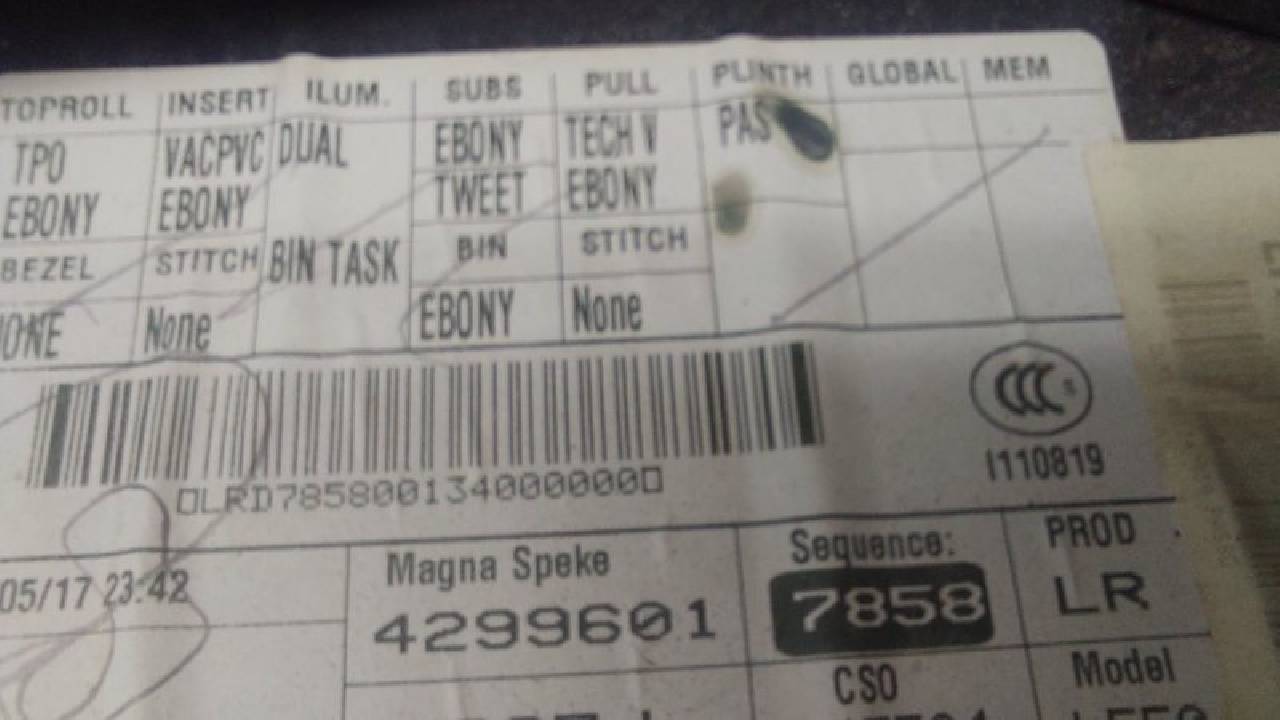 TOPROLL INSERT ILUM. SUBS PULL PLINTH GLOBAL MEM
TPO VACPVC DUAL EBONY TECH V PAS
EBONY EBONY TWEET EBONY
BEZEL STITCH BIN TASK BIN STITCH
None EBONY None
CCC S
I110819
LRD7858001340000000
05/17 23:42 Magna Speke Sequence: PROD
4299601 7858 LR
CSO Model